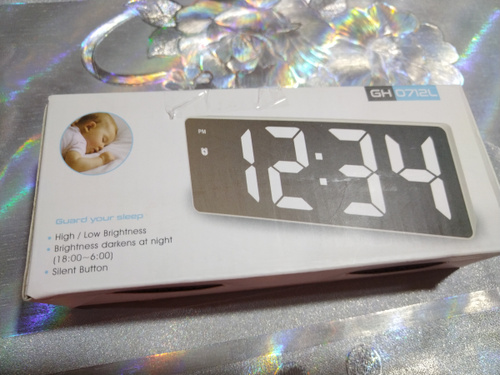 GH 0712L
PM
12:34
Guard your sleep
• High / Low Brightness
• Brightness darkens at night
(18:00~6:00)
• Silent Button